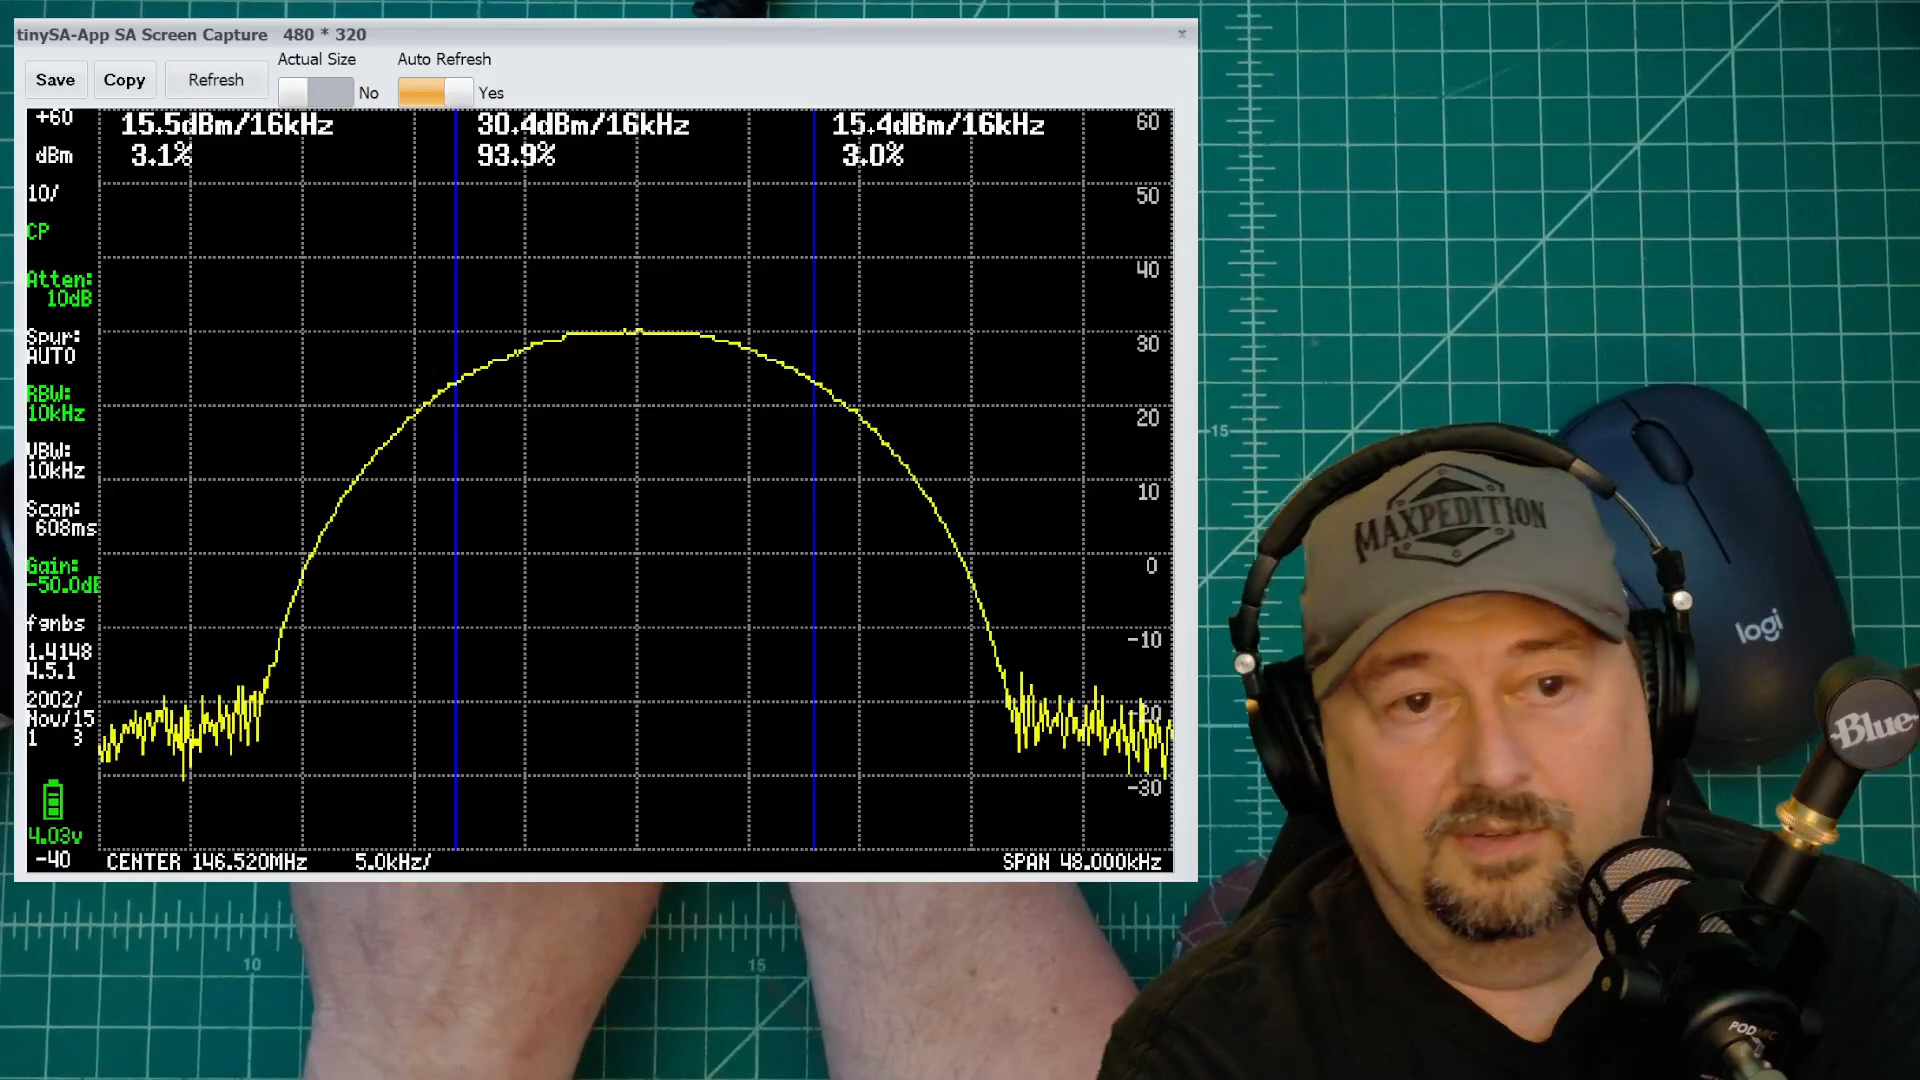 tinySA-App SA Screen Capture 480 * 320
Save
Copy
Refresh
Actual Size
No
Auto Refresh
Yes
+60
dBm
10/
CP
Atten:
10dB
Spur:
AUTO
RBW:
10kHz
VBW:
10kHz
Scan:
608ms
Gain:
-50.0dB
fgnbs
1.4148
4.5.1
2002/
Nov/15
1 3
4.03v
-40
15.5dBm/16kHz
3.1%
30.4dBm/16kHz
93.9%
15.4dBm/16kHz
3.0%
60
50
40
30
20
10
0
-10
-20
-30
CENTER 146.520MHz 5.0kHz/ SPAN 48.000kHz
15
MAXPEDITION
logi
Blue
PODMIC
10
15